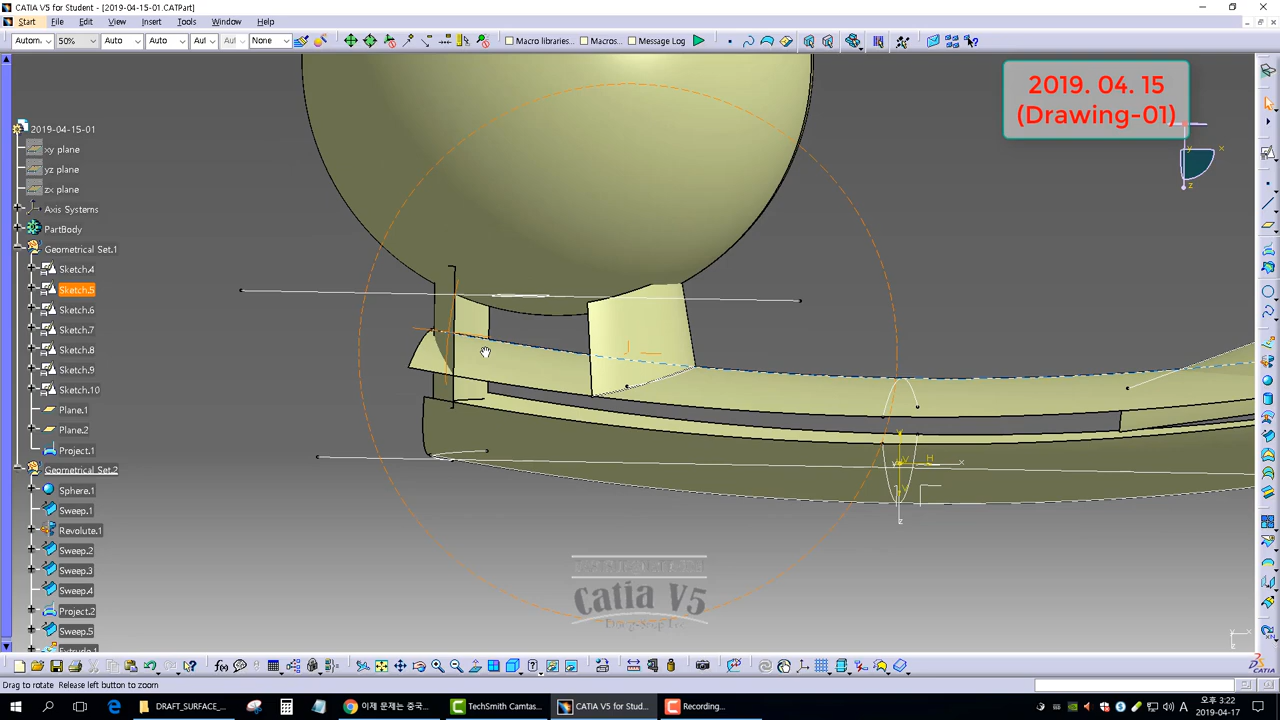 CATIA V5 for Student - [2019-04-15-01.CATPart]
Start File Edit View Insert Tools Window Help
Autom. 50% Auto Auto Aut Aut None Macro libraries... Macros... Message Log
2019. 04. 15
(Drawing-01)
2019-04-15-01
xy plane
yz plane
zx plane
Axis Systems
PartBody
Geometrical Set.1
Sketch.4
Sketch.5
Sketch.6
Sketch.7
Sketch.8
Sketch.9
Sketch.10
Plane.1
Plane.2
Project.1
Geometrical Set.2
Sphere.1
Sweep.1
Revolute.1
Sweep.2
Sweep.3
Sweep.4
Project.2
Sweep.5
Extrude.1
y
x
z
V
H
x
z
Catia V5
Drag to rotate Release left button to zoom
DRAFT_SURFACE_... TechSmith Camtas... 이제 문제는 중국... CATIA V5 for Stud... Recording... A 오후 3:22
2019-04-17